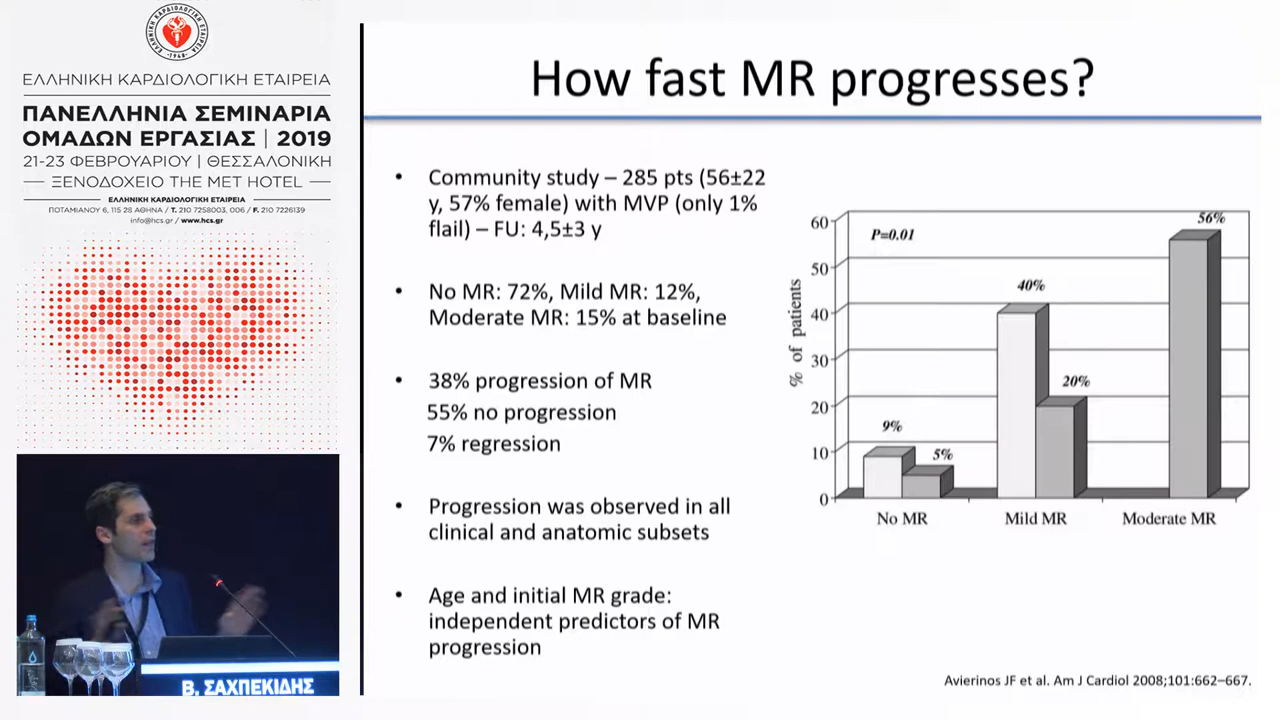 ΕΛΛΗΝΙΚΗ ΚΑΡΔΙΟΛΟΓΙΚΗ ΕΤΑΙΡΕΙΑ
·1948·
ΕΛΛΗΝΙΚΗ ΚΑΡΔΙΟΛΟΓΙΚΗ ΕΤΑΙΡΕΙΑ
ΠΑΝΕΛΛΗΝΙΑ ΣΕΜΙΝΑΡΙΑ
ΟΜΑΔΩΝ ΕΡΓΑΣΙΑΣ | 2019
21-23 ΦΕΒΡΟΥΑΡΙΟΥ | ΘΕΣΣΑΛΟΝΙΚΗ
ΞΕΝΟΔΟΧΕΙΟ THE MET HOTEL
ΕΛΛΗΝΙΚΗ ΚΑΡΔΙΟΛΟΓΙΚΗ ΕΤΑΙΡΕΙΑ
ΠΟΤΑΜΙΑΝΟΥ 6, 115 28 ΑΘΗΝΑ / Τ. 210 7258003, 006 / F. 210 7226139
info@hcs.gr / www.hcs.gr
Β. ΣΑΧΠΕΚΙΔΗΣ
How fast MR progresses?
• Community study – 285 pts (56±22
y, 57% female) with MVP (only 1%
flail) – FU: 4,5±3 y
• No MR: 72%, Mild MR: 12%,
Moderate MR: 15% at baseline
• 38% progression of MR
55% no progression
7% regression
• Progression was observed in all
clinical and anatomic subsets
• Age and initial MR grade:
independent predictors of MR
progression
% of patients
60
50
40
30
20
10
0
P=0.01
9%
5%
40%
20%
56%
No MR
Mild MR
Moderate MR
Avierinos JF et al. Am J Cardiol 2008;101:662–667.